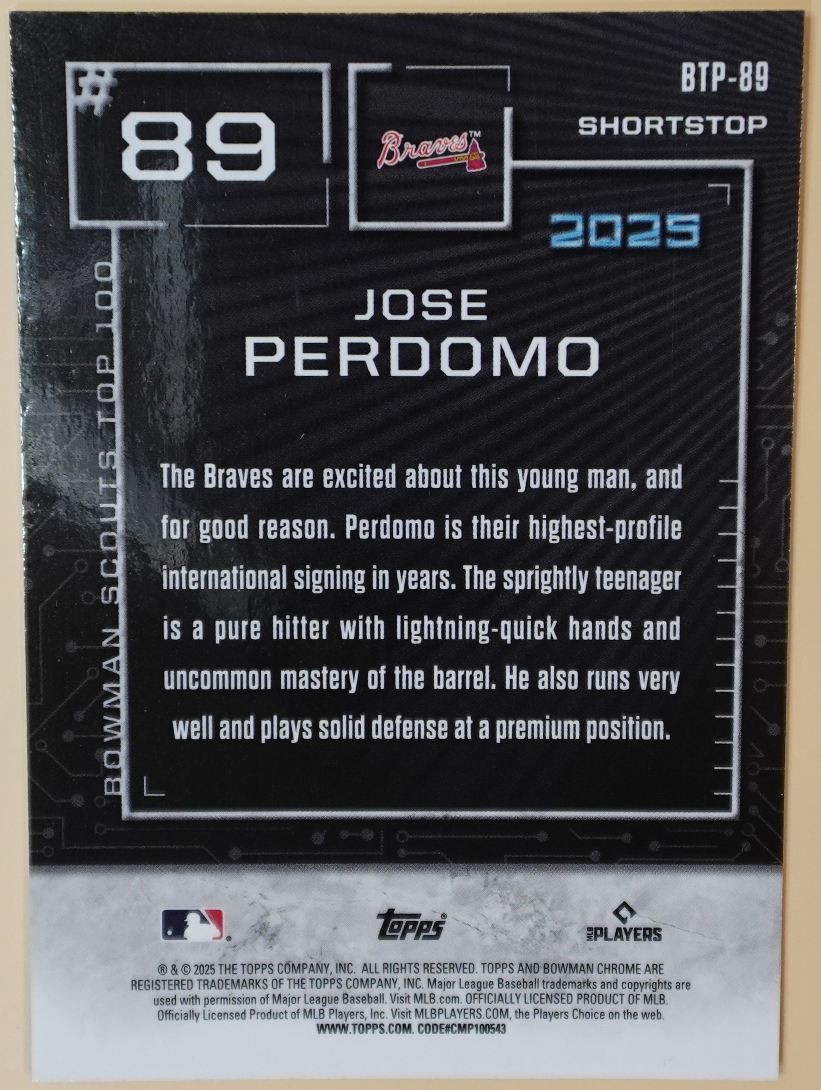 #
89
Braves™
BTP-89
SHORTSTOP
2025
JOSE
PERDOMO
BOWMAN SCOUTS TOP 100
The Braves are excited about this young man, and
for good reason. Perdomo is their highest-profile
international signing in years. The sprightly teenager
is a pure hitter with lightning-quick hands and
uncommon mastery of the barrel. He also runs very
well and plays solid defense at a premium position.
topps®
MLB PLAYERS
® & © 2025 THE TOPPS COMPANY, INC. ALL RIGHTS RESERVED. TOPPS AND BOWMAN CHROME ARE
REGISTERED TRADEMARKS OF THE TOPPS COMPANY, INC. Major League Baseball trademarks and copyrights are
used with permission of Major League Baseball. Visit MLB.com. OFFICIALLY LICENSED PRODUCT OF MLB.
Officially Licensed Product of MLB Players, Inc. Visit MLBPLAYERS.COM, the Players Choice on the web.
WWW.TOPPS.COM. CODE#CMP100543